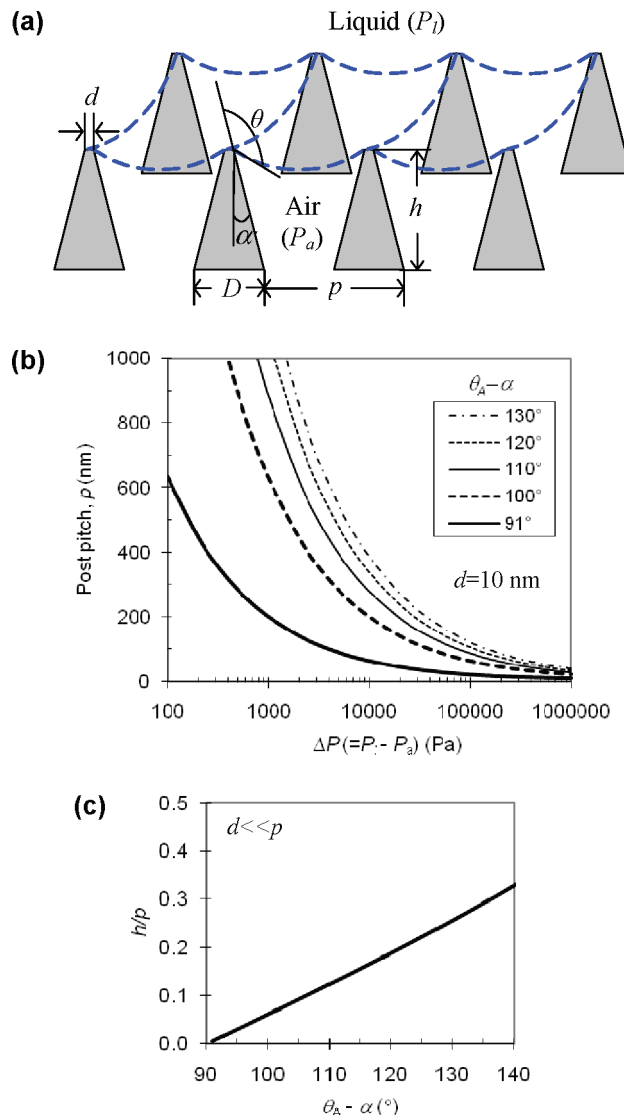 (a)
Liquid (Pl)
d
θ
Air
(Pa)
α
h
D
p
(b)
1000
800
600
400
200
0
Post pitch, p (nm)
θA–α
130°
120°
110°
100°
91°
d=10 nm
100 1000 10000 100000 1000000
ΔP (=Pl- Pa) (Pa)
(c)
d<<p
0.5
0.4
0.3
0.2
0.1
0.0
h/p
90 100 110 120 130 140
θA - α (°)